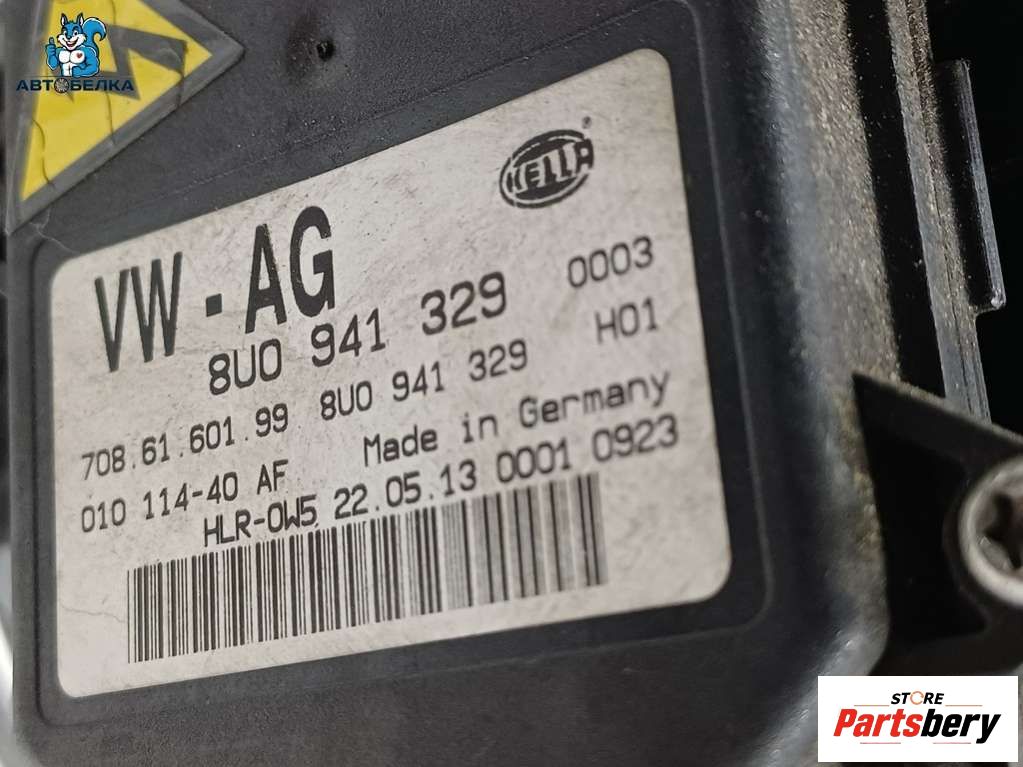 АВТОБЕЛКА
HELLA ®
VW-AG
8U0 941 329 0003
708.61.601.99 8U0 941 329 H01
010 114-40 AF Made in Germany
HLR-0W5 22.05.13 0001 0923
STORE
Partsbery